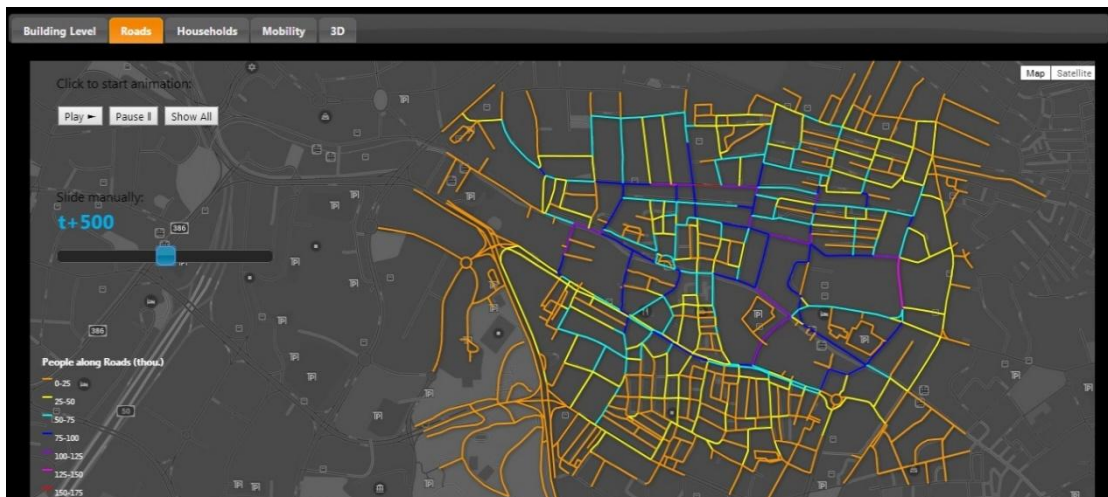 Building Level
Roads
Households
Mobility
3D
Click to start animation:
Map
Satellite
Play ►
Pause ||
Show All
Slide manually:
t+500
386
386
People along Roads (thou.)
0-25
25-50
50-75
75-100
50
100-125
125-150
150-175